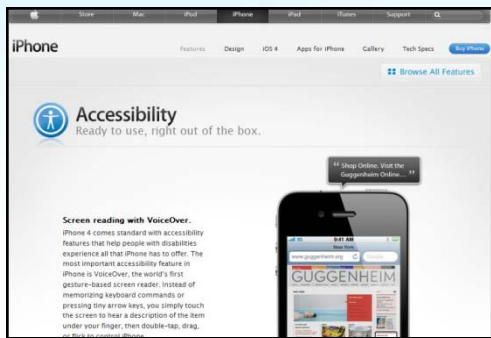 Store Mac iPod iPhone iPad iTunes Support
iPhone
Features Design iOS 4 Apps for iPhone Gallery Tech Specs Buy iPhone
Browse All Features
Accessibility
Ready to use, right out of the box.
“ Shop Online. Visit the
Guggenheim Online... ”
Screen reading with VoiceOver.
iPhone 4 comes standard with accessibility
features that help people with disabilities
experience all that iPhone has to offer. The
most important accessibility feature in
iPhone is VoiceOver, the world's first
gesture-based screen reader. Instead of
memorizing keyboard commands or
pressing tiny arrow keys, you simply touch
the screen to hear a description of the item
under your finger, then double-tap, drag,
or flick to control iPhone.
9:41 AM
New York
www.guggenheim.org Google
GUGGENHEIM